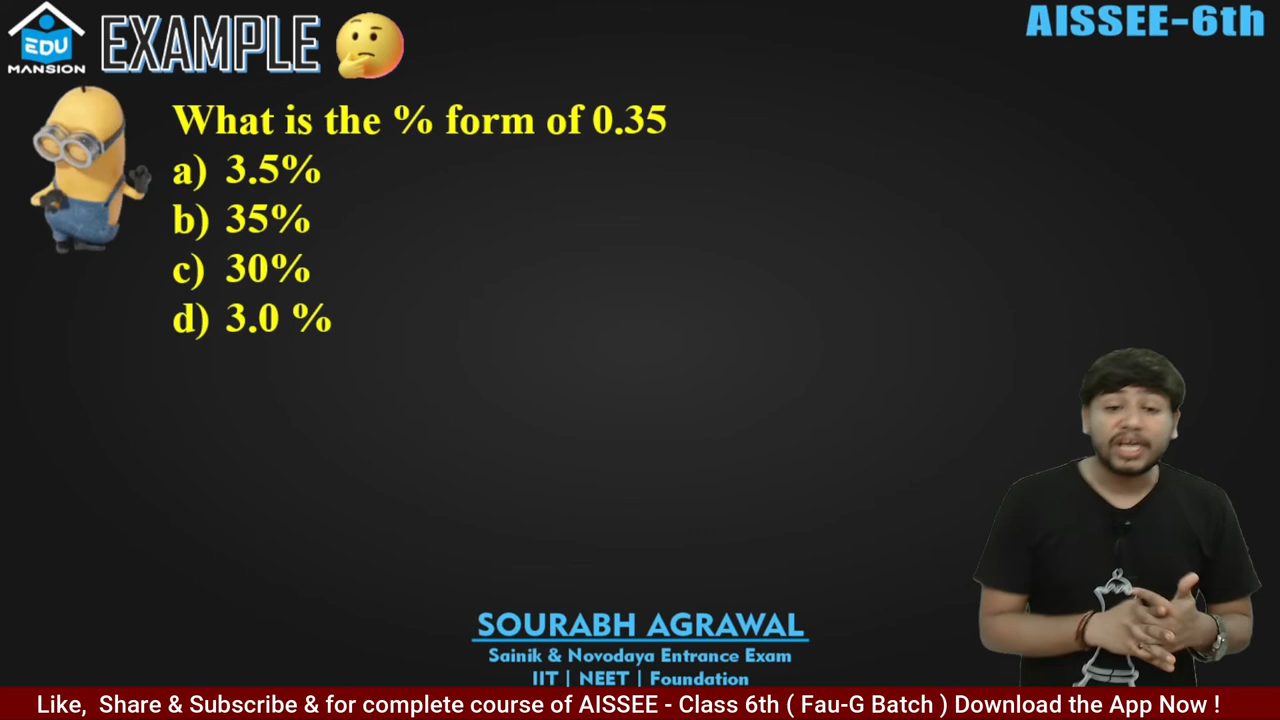 EDU
MANSION
EXAMPLE
AISSEE-6th
What is the % form of 0.35
a) 3.5%
b) 35%
c) 30%
d) 3.0 %
SOURABH AGRAWAL
Sainik & Novodaya Entrance Exam
IIT | NEET | Foundation
Like, Share & Subscribe & for complete course of AISSEE - Class 6th ( Fau-G Batch ) Download the App Now !